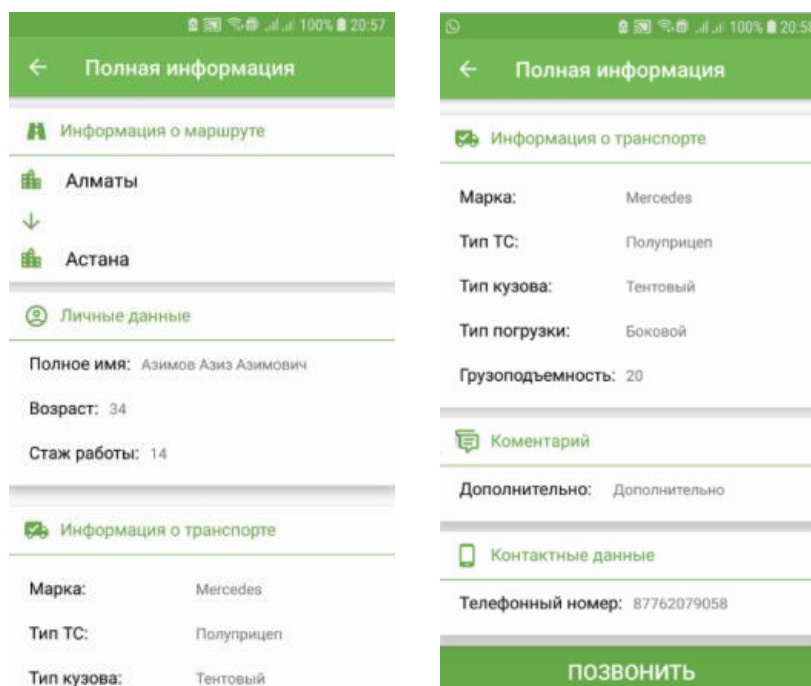 100% 20:57
Полная информация
Информация о маршруте
Алматы
Астана
Личные данные
Полное имя: Азимов Азиз Азимович
Возраст: 34
Стаж работы: 14
Информация о транспорте
Марка: Mercedes
Тип ТС: Полуприцеп
Тип кузова: Тентовый
100% 20:58
Полная информация
Информация о транспорте
Марка: Mercedes
Тип ТС: Полуприцеп
Тип кузова: Тентовый
Тип погрузки: Боковой
Грузоподъемность: 20
Коментарий
Дополнительно: Дополнительно
Контактные данные
Телефонный номер: 87762079058
ПОЗВОНИТЬ